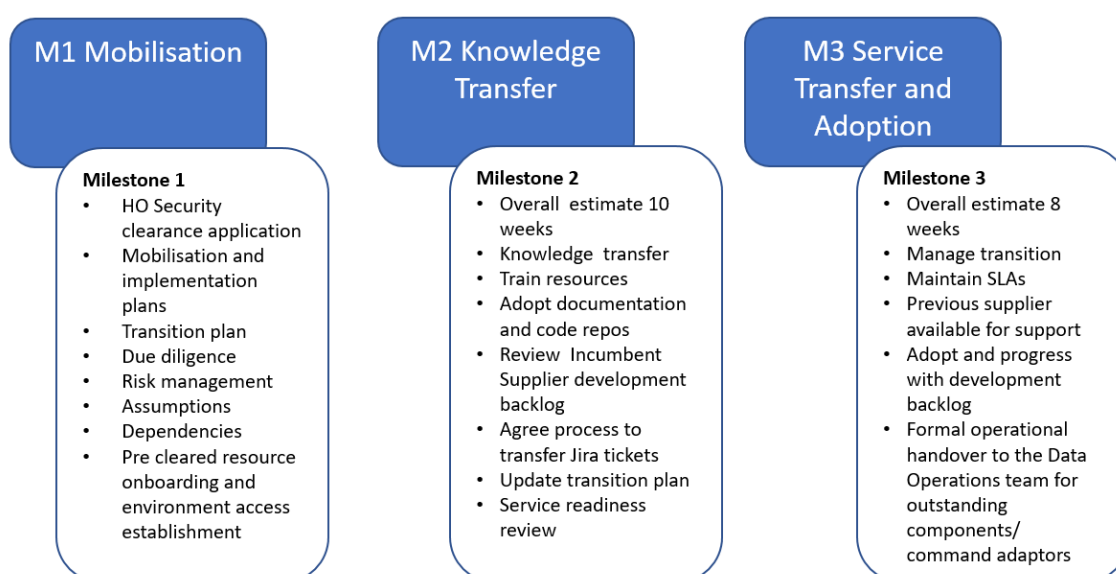 M1 Mobilisation
Milestone 1
• HO Security
clearance application
• Mobilisation and
implementation
plans
• Transition plan
• Due diligence
• Risk management
• Assumptions
• Dependencies
• Pre cleared resource
onboarding and
environment access
establishment
M2 Knowledge
Transfer
Milestone 2
• Overall estimate 10
weeks
• Knowledge transfer
• Train resources
• Adopt documentation
and code repos
• Review Incumbent
Supplier development
backlog
• Agree process to
transfer Jira tickets
• Update transition plan
• Service readiness
review
M3 Service
Transfer and
Adoption
Milestone 3
• Overall estimate 8
weeks
• Manage transition
• Maintain SLAs
• Previous supplier
available for support
• Adopt and progress
with development
backlog
• Formal operational
handover to the Data
Operations team for
outstanding
components/
command adaptors